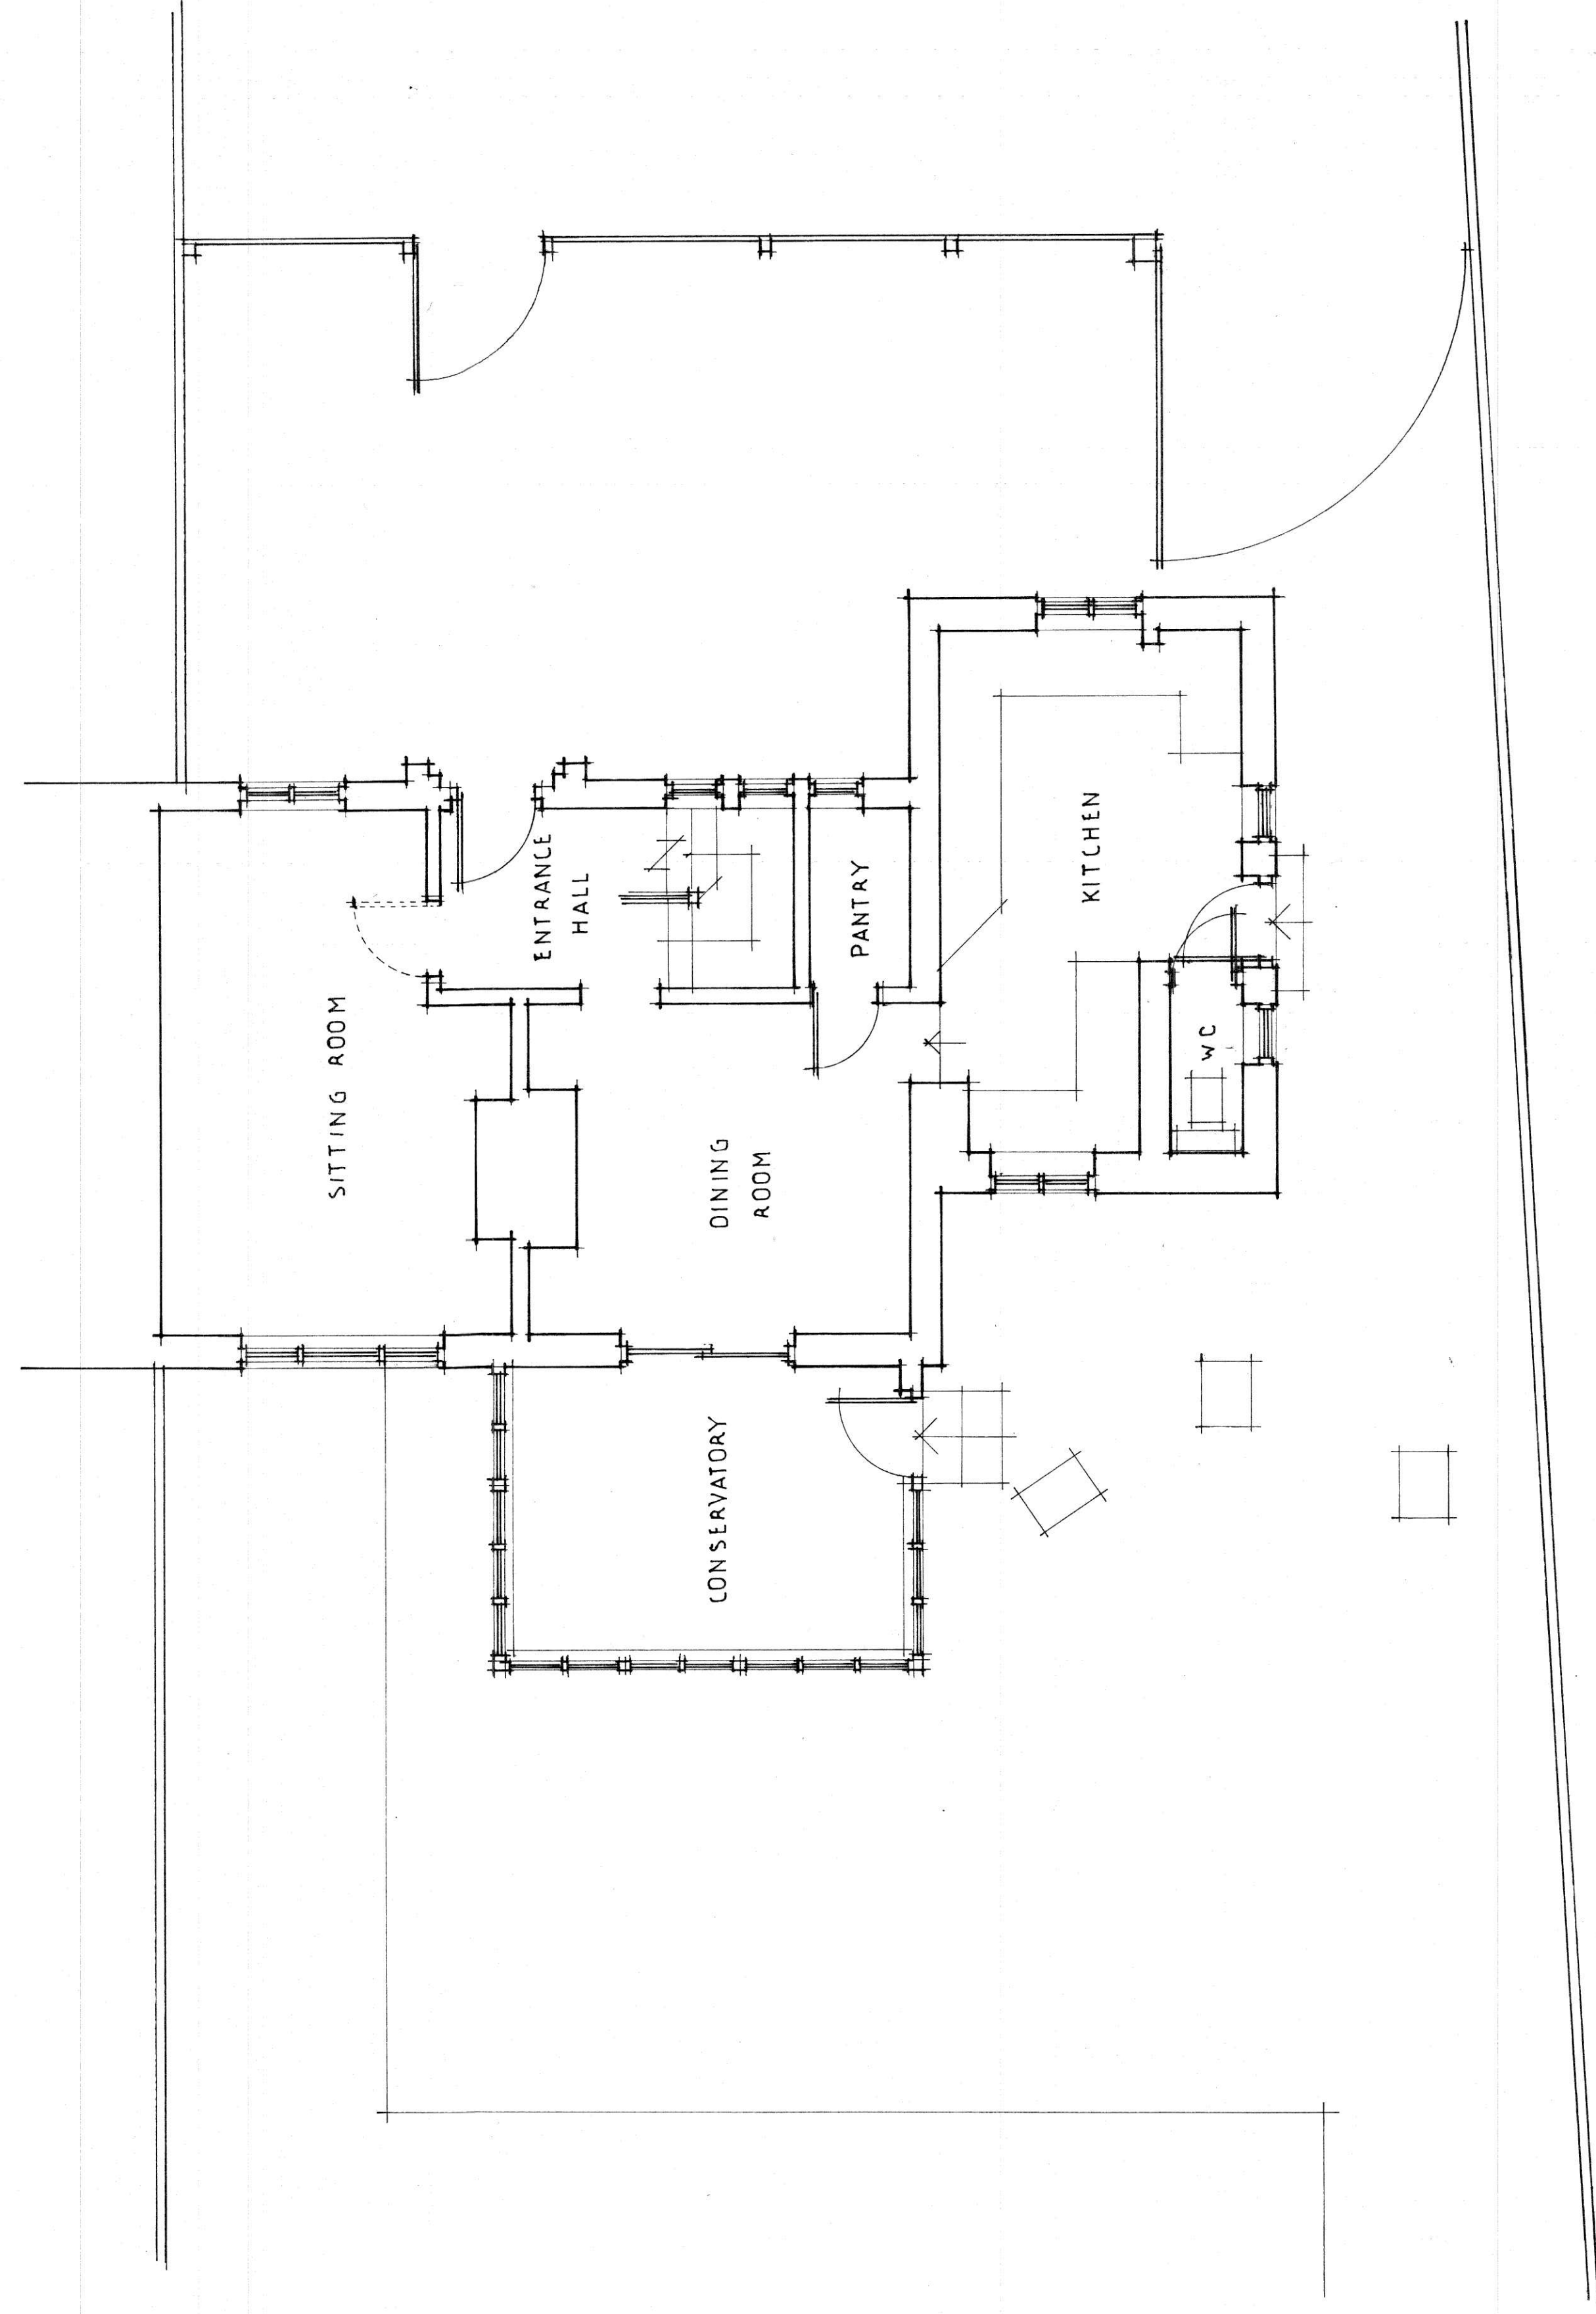 SITTING ROOM
ENTRANCE
HALL
DINING
ROOM
PANTRY
KITCHEN
WC
CONSERVATORY